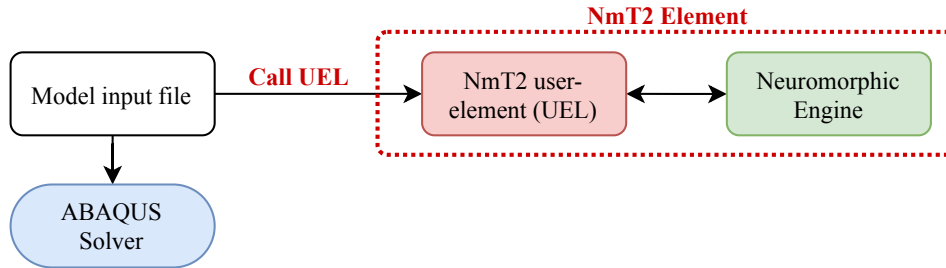 NmT2 Element
Call UEL
Model input file
NmT2 user-
element (UEL)
Neuromorphic
Engine
ABAQUS
Solver